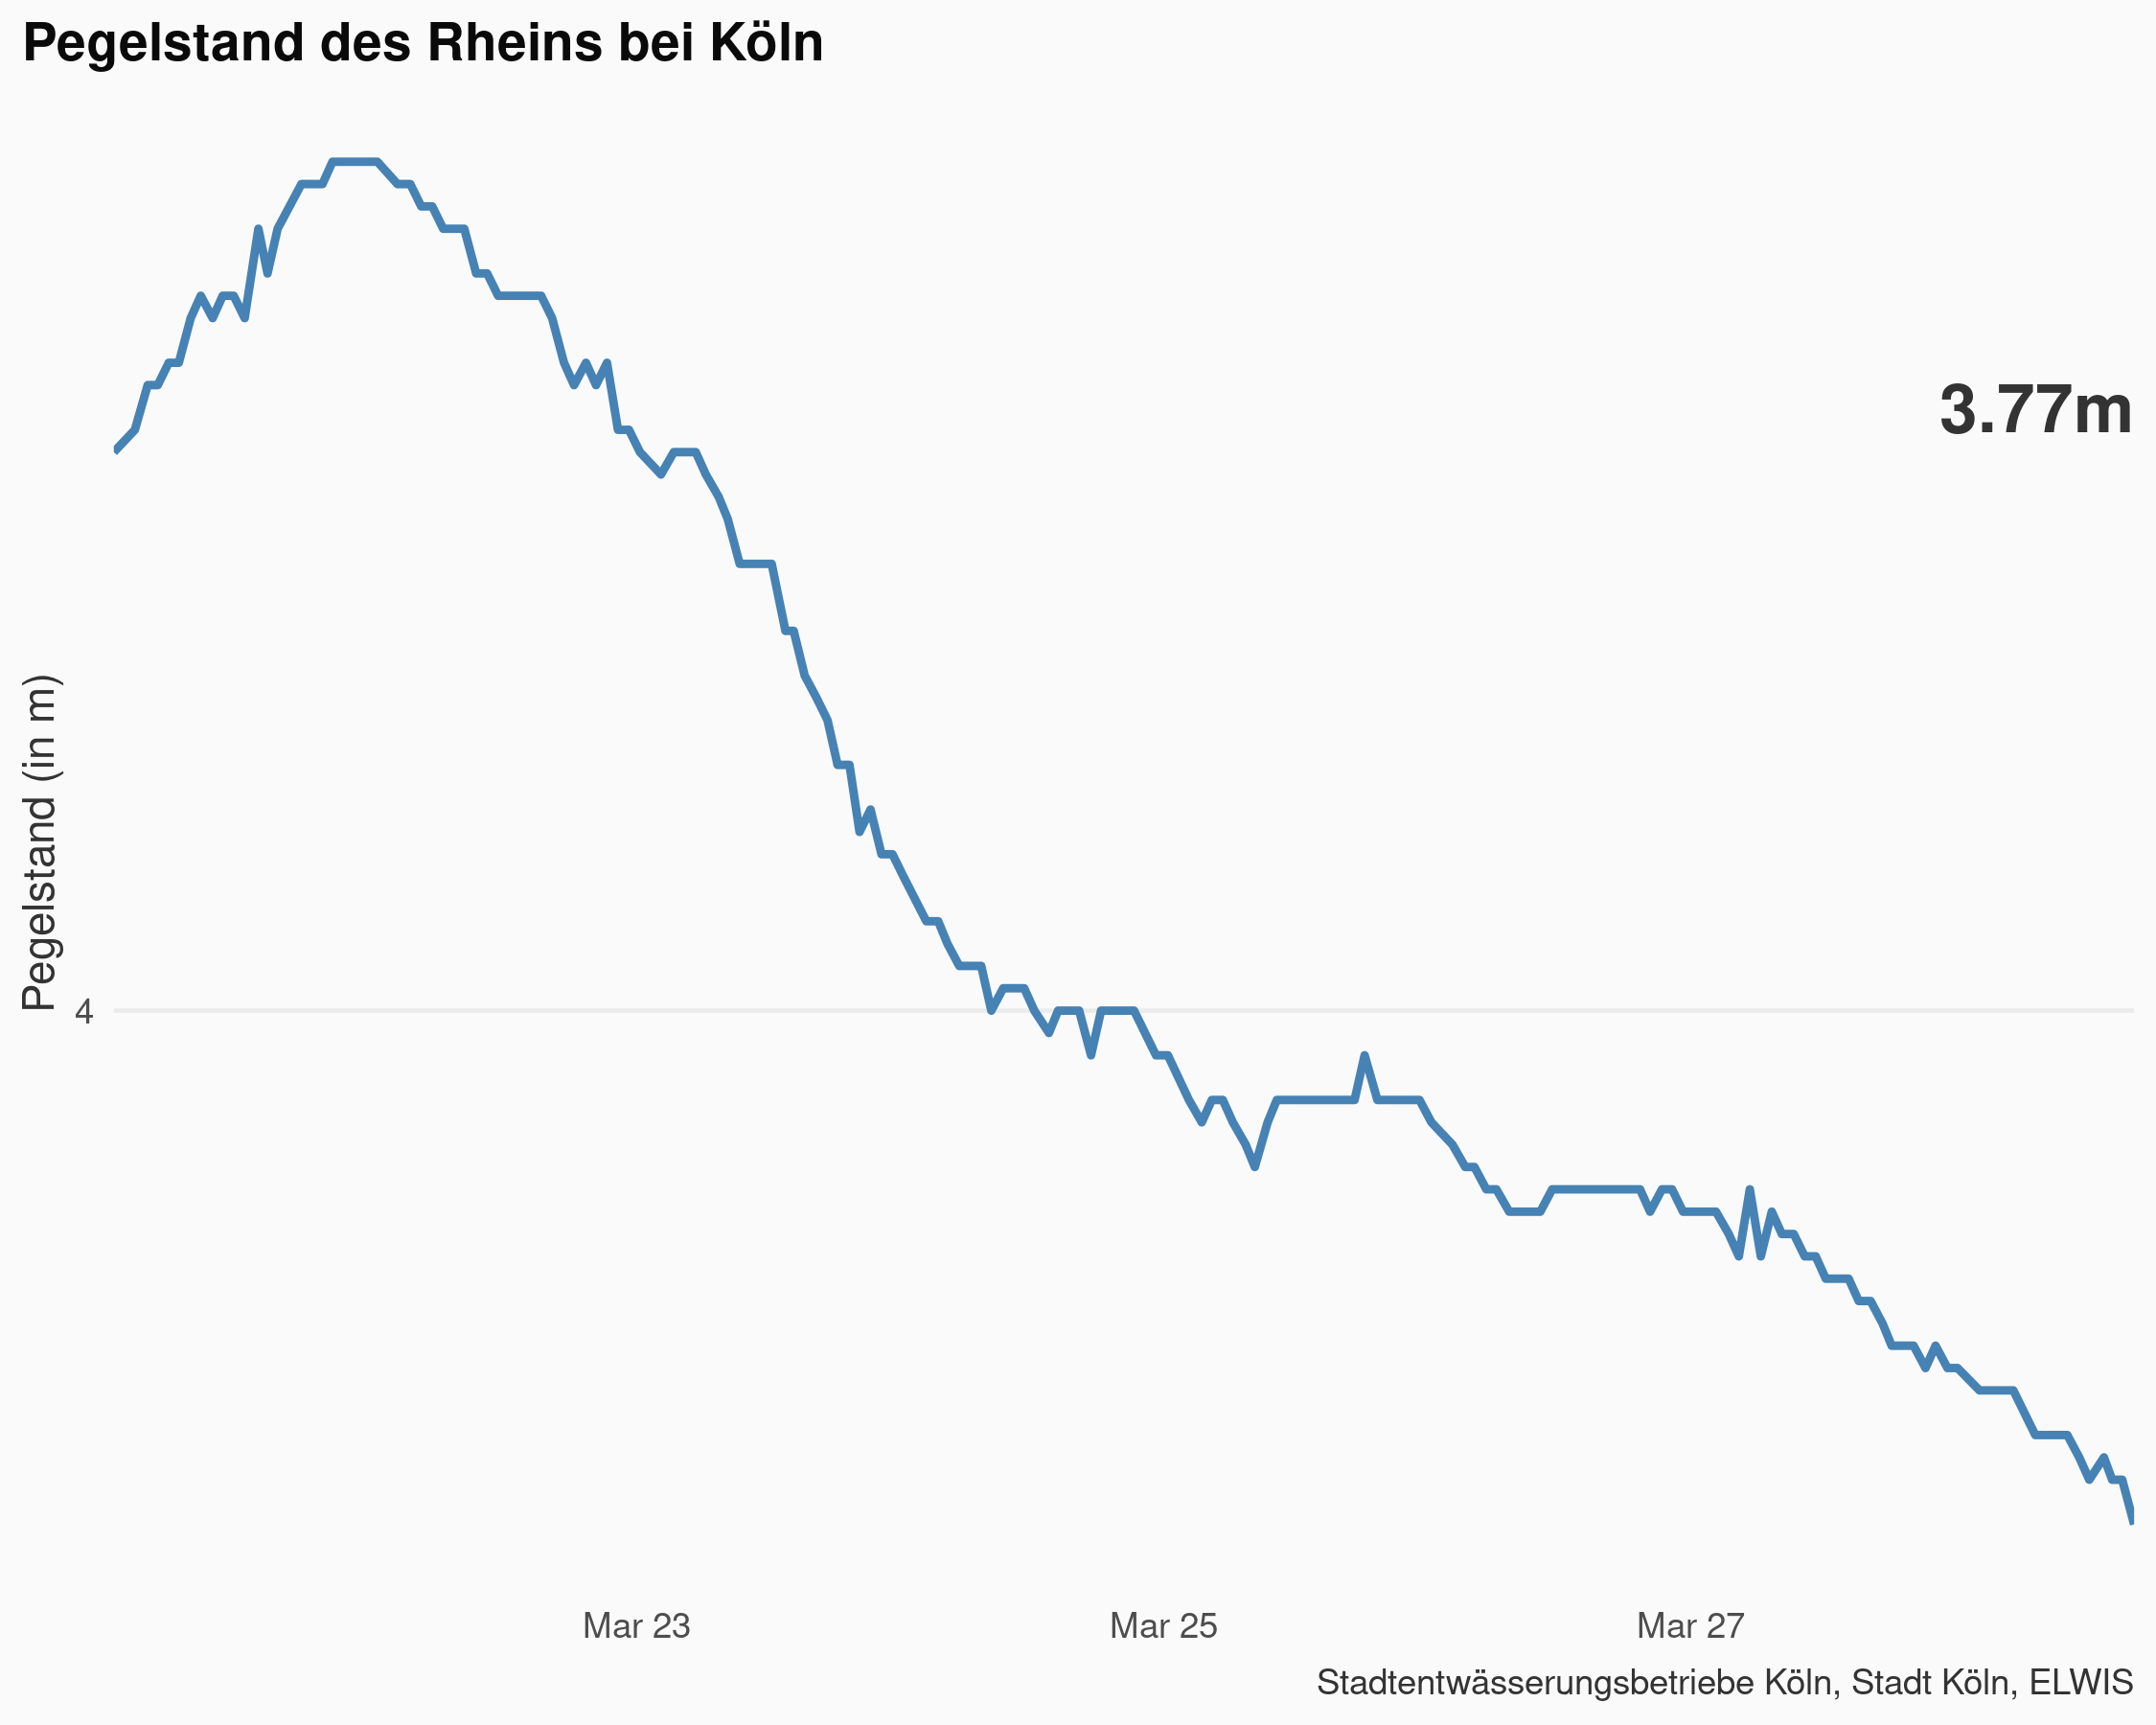 Pegelstand des Rheins bei Köln
3.77m
Pegelstand (in m)
4
Mar 23
Mar 25
Mar 27
Stadtentwässerungsbetriebe Köln, Stadt Köln, ELWIS